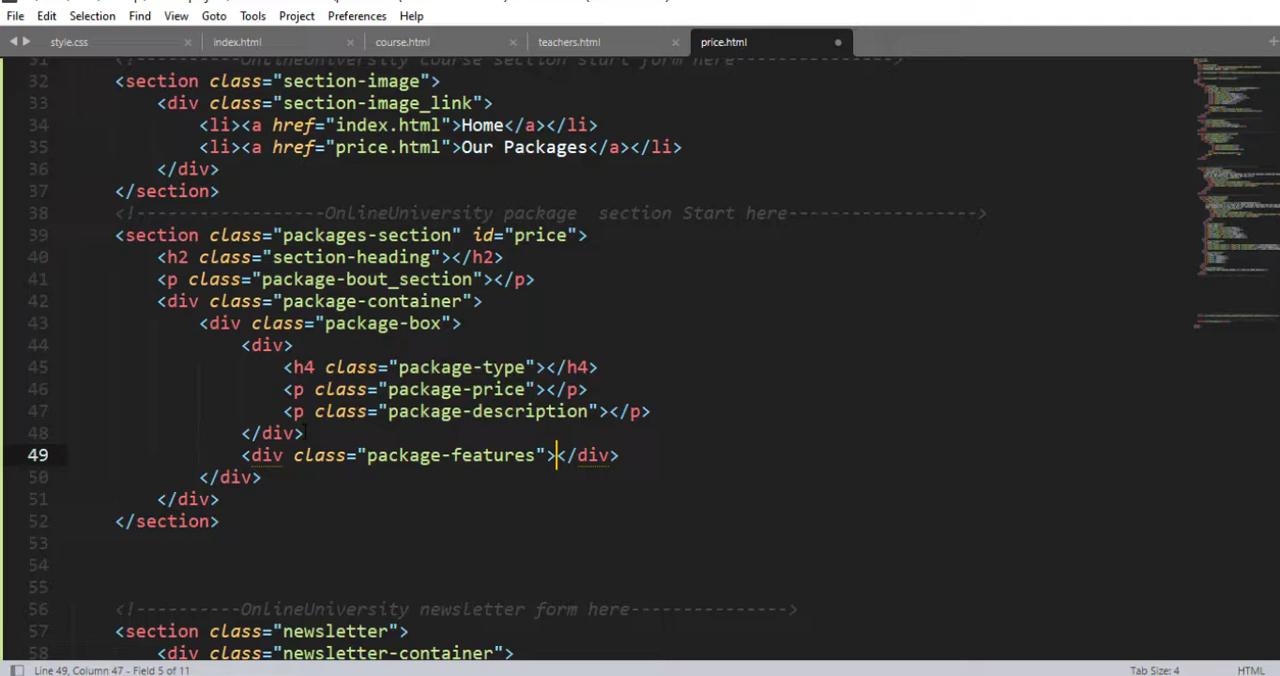 File Edit Selection Find View Goto Tools Project Preferences Help
style.css × index.html × course.html × teachers.html × price.html
31 <!----------OnlineUniversity course section start form here---------------->
32 <section class="section-image">
33 <div class="section-image_link">
34 <li><a href="index.html">Home</a></li>
35 <li><a href="price.html">Our Packages</a></li>
36 </div>
37 </section>
38 <!------------------OnlineUniversity package  section Start here------------------>
39 <section class="packages-section" id="price">
40 <h2 class="section-heading"></h2>
41 <p class="package-bout_section"></p>
42 <div class="package-container">
43 <div class="package-box">
44 <div>
45 <h4 class="package-type"></h4>
46 <p class="package-price"></p>
47 <p class="package-description"></p>
48 </div>
49 <div class="package-features"></div>
50 </div>
51 </div>
52 </section>
53
54
55
56 <!----------OnlineUniversity newsletter form here--------------->
57 <section class="newsletter">
58 <div class="newsletter-container">
Line 49, Column 47 - Field 5 of 11 Tab Size: 4 HTML